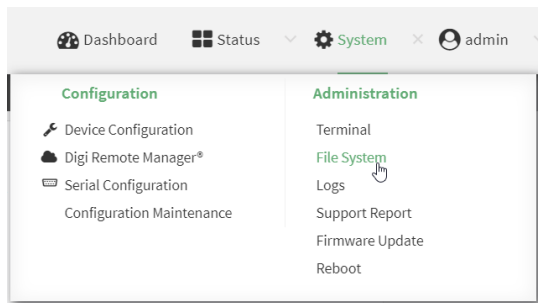 Dashboard Status System admin
Configuration
Device Configuration
Digi Remote Manager®
Serial Configuration
Configuration Maintenance
Administration
Terminal
File System
Logs
Support Report
Firmware Update
Reboot